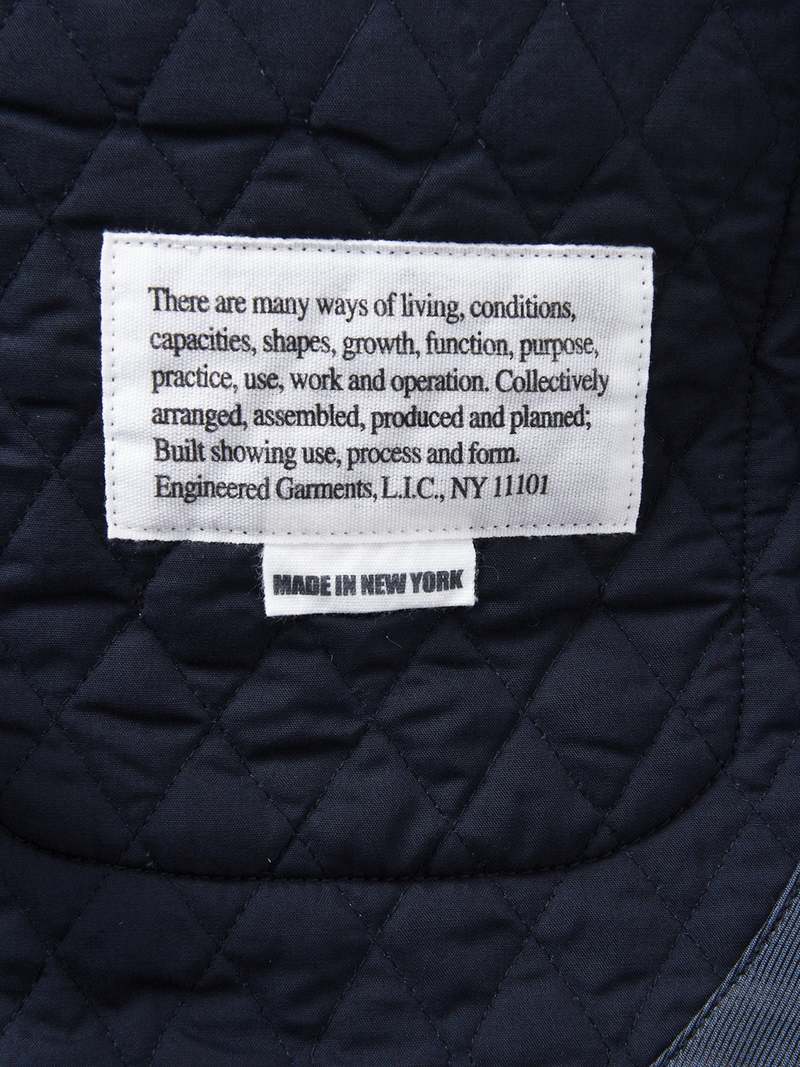 There are many ways of living, conditions,
capacities, shapes, growth, function, purpose,
practice, use, work and operation. Collectively
arranged, assembled, produced and planned;
Built showing use, process and form.
Engineered Garments, L.I.C., NY 11101
MADE IN NEW YORK